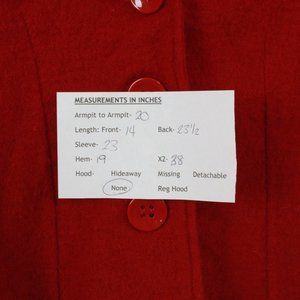 MEASUREMENTS IN INCHES
Armpit to Armpit- 20
Length: Front- 14 Back- 23 1/2
Sleeve- 23
Hem- 19 X2- 38
Hood- Hideaway Missing Detachable
None Reg Hood